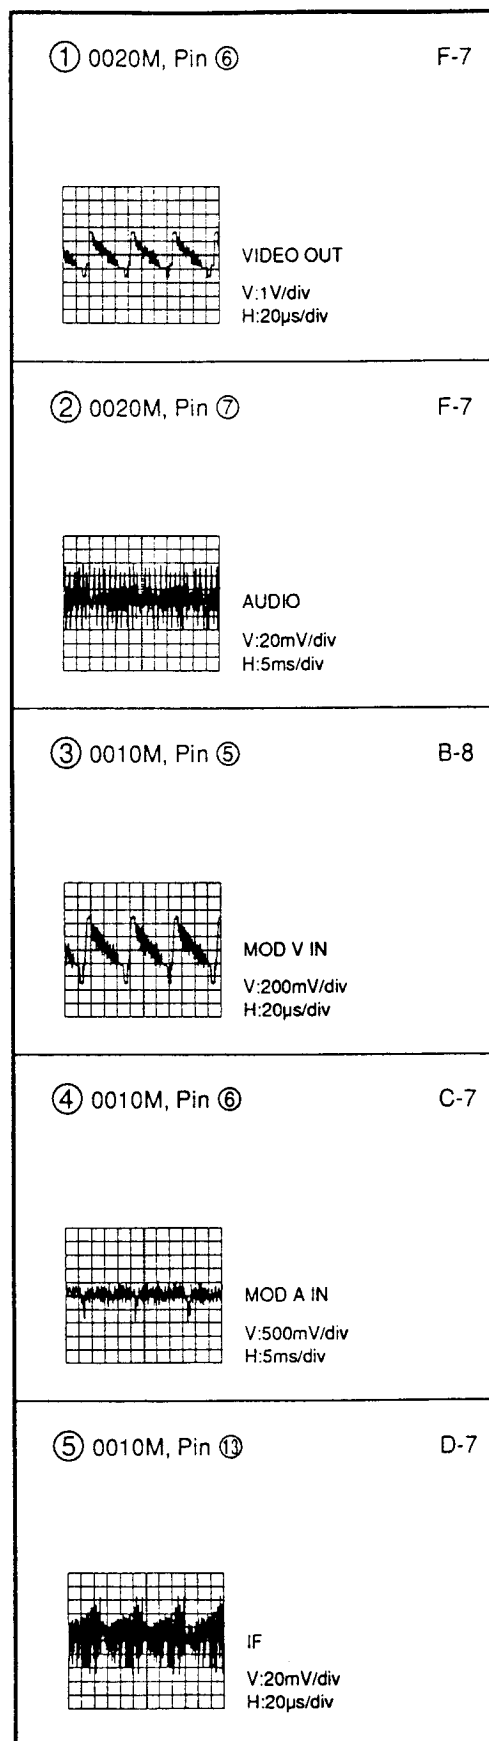 ① 0020M, Pin ⑥ F-7
VIDEO OUT
V:1V/div
H:20µs/div
② 0020M, Pin ⑦ F-7
AUDIO
V:20mV/div
H:5ms/div
③ 0010M, Pin ⑤ B-8
MOD V IN
V:200mV/div
H:20µs/div
④ 0010M, Pin ⑥ C-7
MOD A IN
V:500mV/div
H:5ms/div
⑤ 0010M, Pin ⑬ D-7
IF
V:20mV/div
H:20µs/div